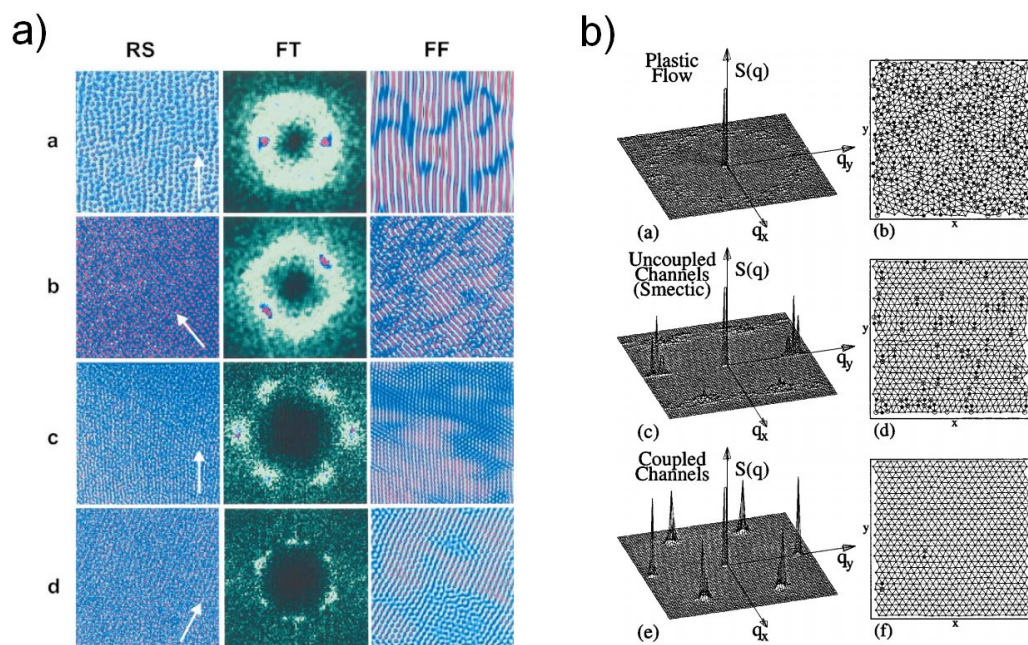 a)
RS FT FF
a
b
c
d
b)
Plastic
Flow
S(q)
q_y
q_x
(a)
y
x
(b)
Uncoupled
Channels
(Smectic)
S(q)
q_y
q_x
(c)
y
x
(d)
Coupled
Channels
S(q)
q_y
q_x
(e)
y
x
(f)